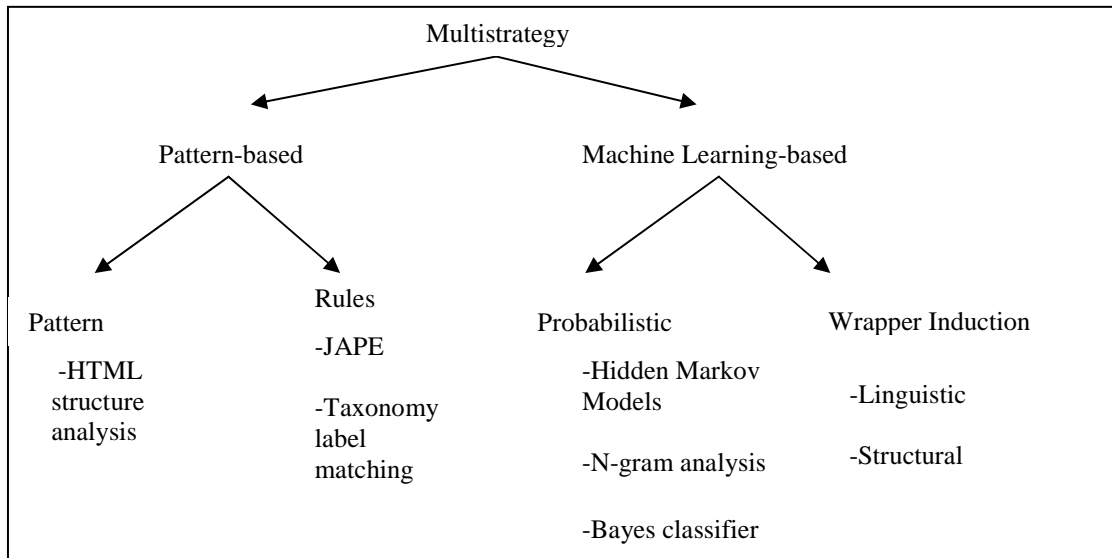 Multistrategy
Pattern-based
Machine Learning-based
Pattern
-HTML
structure
analysis
Rules
-JAPE
-Taxonomy
label
matching
Probabilistic
-Hidden Markov
Models
-N-gram analysis
-Bayes classifier
Wrapper Induction
-Linguistic
-Structural